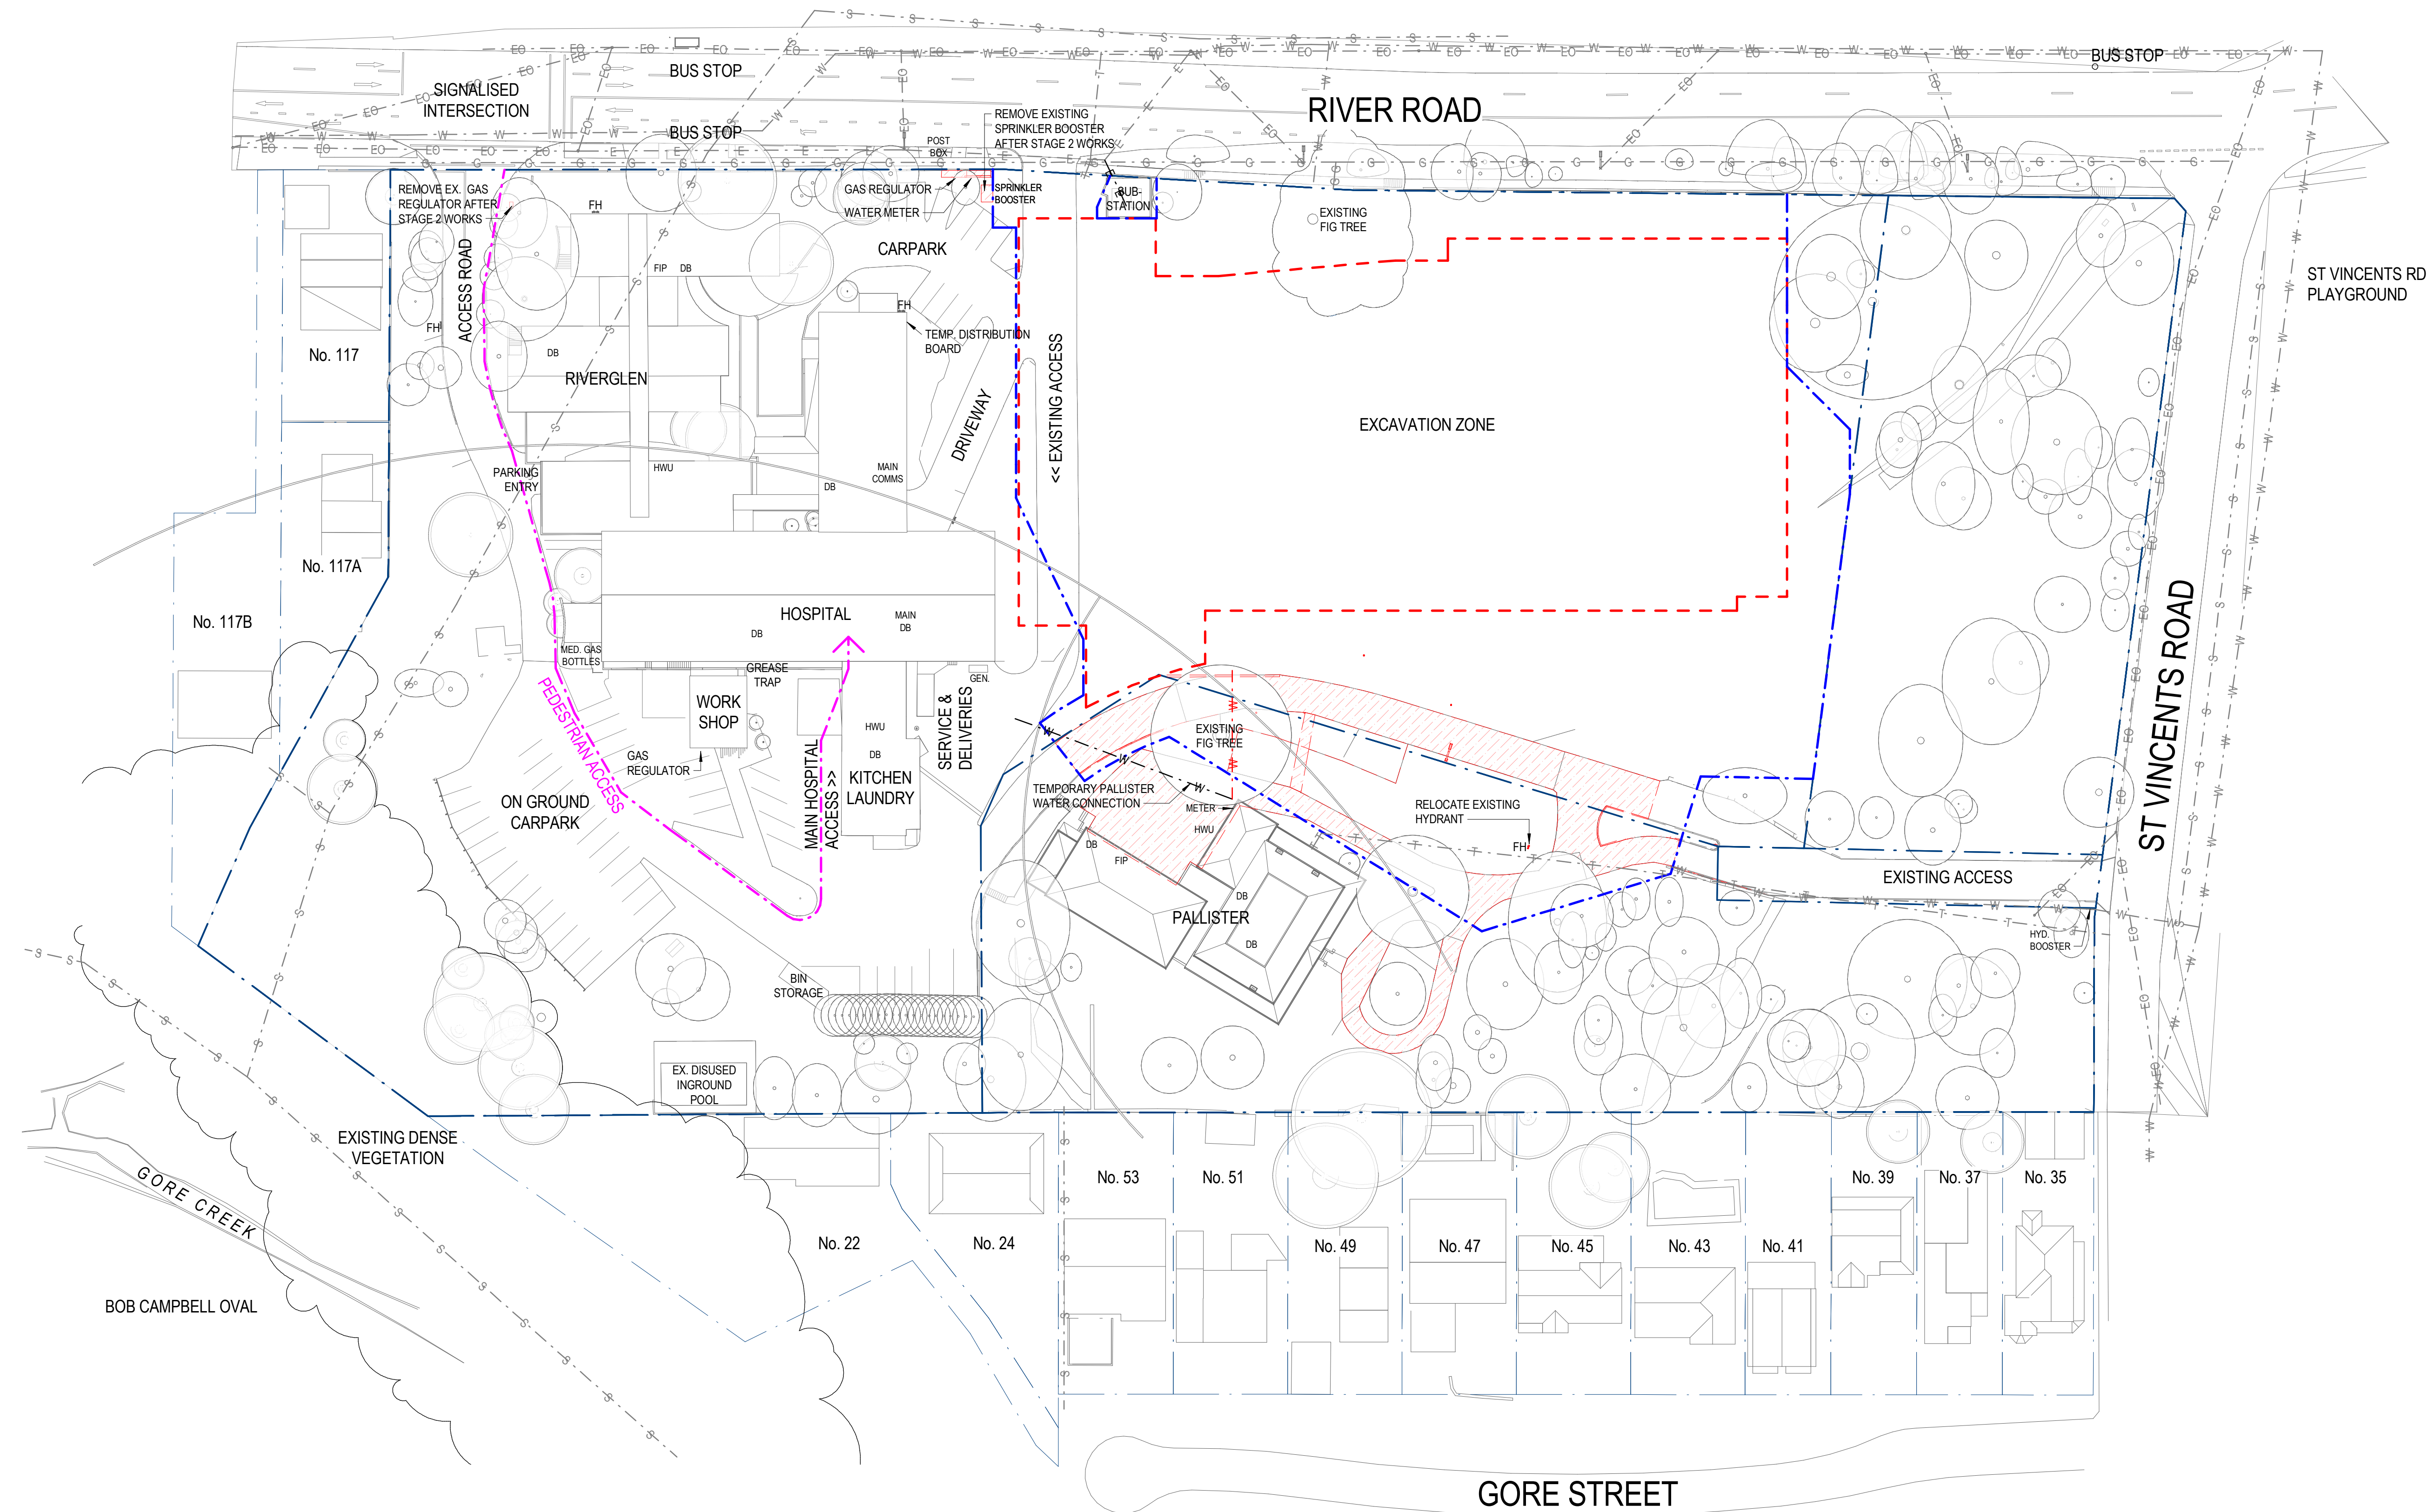 BUS STOP
BUS STOP
SIGNALISED
INTERSECTION
BUS STOP
RIVER ROAD
REMOVE EXISTING
SPRINKLER BOOSTER
AFTER STAGE 2 WORKS
POST
BOX
REMOVE EX. GAS
REGULATOR AFTER
STAGE 2 WORKS
GAS REGULATOR
WATER METER
SPRINKLER
BOOSTER
SUB-
STATION
EXISTING
FIG TREE
FH
CARPARK
ACCESS ROAD
FIP
DB
ST VINCENTS RD
PLAYGROUND
FH
FH
TEMP. DISTRIBUTION
BOARD
No. 117
DB
RIVERGLEN
<< EXISTING ACCESS
DRIVEWAY
EXCAVATION ZONE
PARKING
ENTRY
HWU
MAIN
COMMS
DB
No. 117A
No. 117B
HOSPITAL
MAIN
DB
DB
MED. GAS
BOTTLES
GREASE
TRAP
GEN.
PEDESTRIAN ACCESS
WORK
SHOP
SERVICE &
DELIVERIES
HWU
DB
EXISTING
FIG TREE
GAS
REGULATOR
KITCHEN
LAUNDRY
MAIN HOSPITAL
ACCESS >>
ON GROUND
CARPARK
TEMPORARY PALLISTER
WATER CONNECTION
METER
HWU
RELOCATE EXISTING
HYDRANT
FH
DB
FIP
ST VINCENTS ROAD
EXISTING ACCESS
DB
PALLISTER
DB
HYD.
BOOSTER
BIN
STORAGE
EX. DISUSED
INGROUND
POOL
EXISTING DENSE
VEGETATION
GORE CREEK
BOB CAMPBELL OVAL
No. 22
No. 24
No. 53
No. 51
No. 49
No. 47
No. 45
No. 43
No. 41
No. 39
No. 37
No. 35
GORE STREET